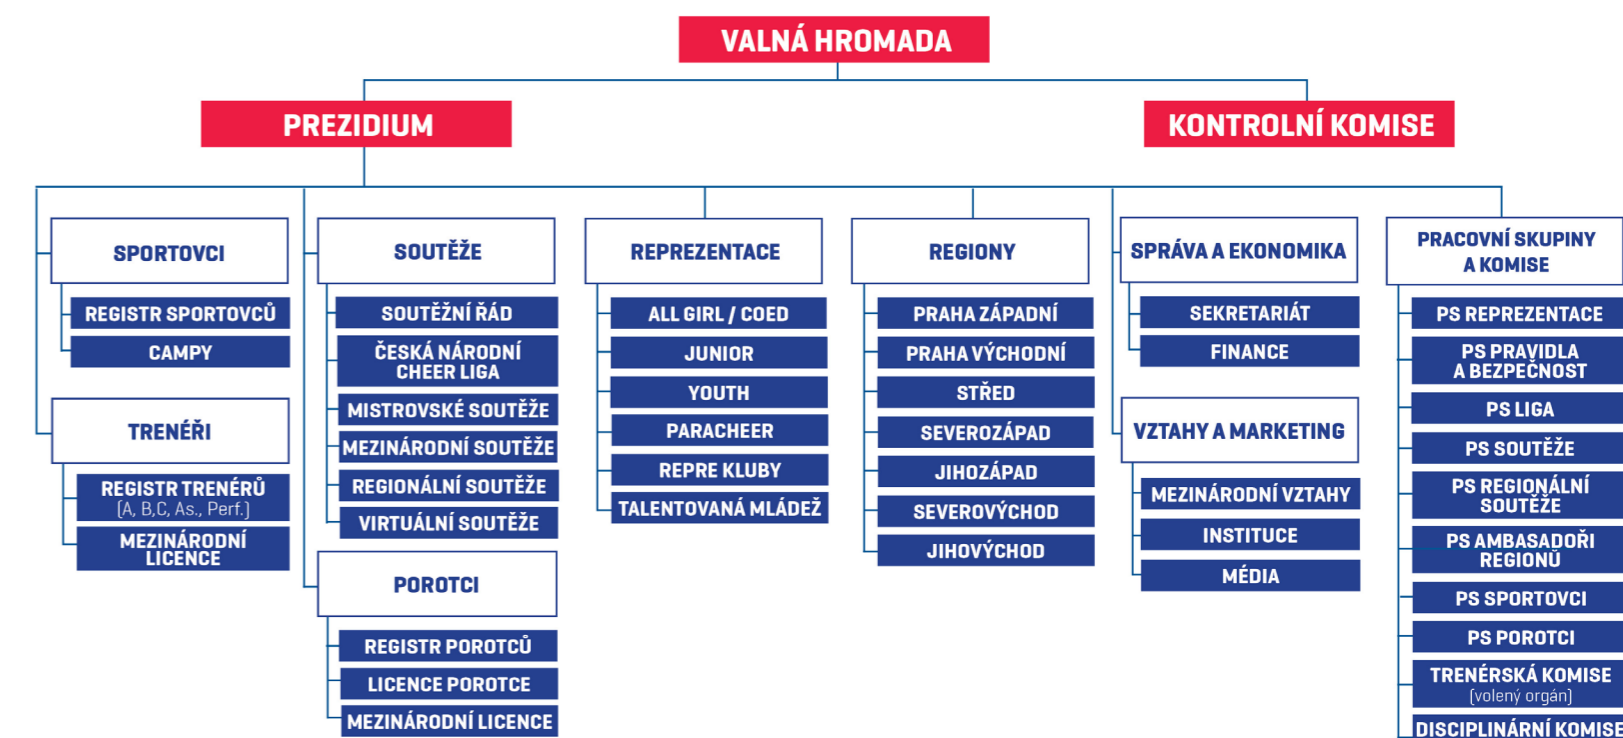 VALNÁ HROMADA
PREZIDIUM
KONTROLNÍ KOMISE
SPORTOVCI
REGISTR SPORTOVCŮ
CAMPY
TRENÉŘI
REGISTR TRENÉRŮ
(A, B,C, As., Perf.)
MEZINÁRODNÍ
LICENCE
SOUTĚŽE
SOUTĚŽNÍ ŘÁD
ČESKÁ NÁRODNÍ
CHEER LIGA
MISTROVSKÉ SOUTĚŽE
MEZINÁRODNÍ SOUTĚŽE
REGIONÁLNÍ SOUTĚŽE
VIRTUÁLNÍ SOUTĚŽE
POROTCI
REGISTR POROTCŮ
LICENCE POROTCE
MEZINÁRODNÍ LICENCE
REPREZENTACE
ALL GIRL / COED
JUNIOR
YOUTH
PARACHEER
REPRE KLUBY
TALENTOVANÁ MLÁDEŽ
REGIONY
PRAHA ZÁPADNÍ
PRAHA VÝCHODNÍ
STŘED
SEVEROZÁPAD
JIHOZÁPAD
SEVEROVÝCHOD
JIHOVÝCHOD
SPRÁVA A EKONOMIKA
SEKRETARIÁT
FINANCE
VZTAHY A MARKETING
MEZINÁRODNÍ VZTAHY
INSTITUCE
MÉDIA
PRACOVNÍ SKUPINY
A KOMISE
PS REPREZENTACE
PS PRAVIDLA
A BEZPEČNOST
PS LIGA
PS SOUTĚŽE
PS REGIONÁLNÍ
SOUTĚŽE
PS AMBASADOŘI
REGIONŮ
PS SPORTOVCI
PS POROTCI
TRENÉRSKÁ KOMISE
(volený orgán)
DISCIPLINÁRNÍ KOMISE